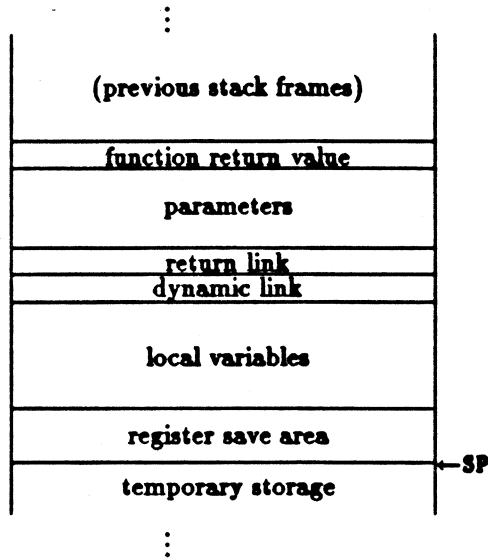 (previous stack frames)
function return value
parameters
return link
dynamic link
local variables
register save area
SP
temporary storage